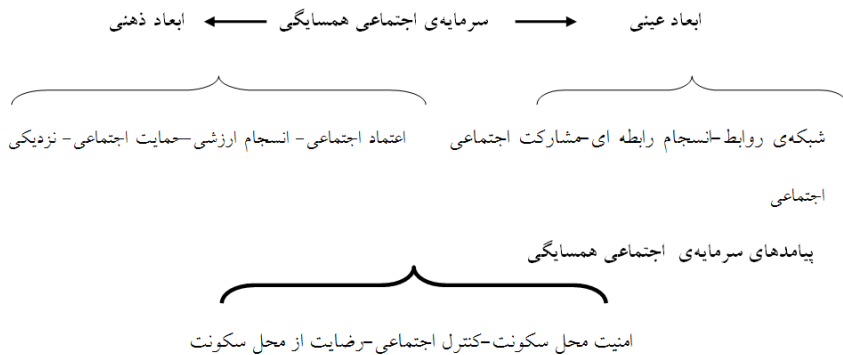 ابعاد عینی سرمایه‌ی اجتماعی همسایگی ابعاد ذهنی
شبکه‌ی روابط-انسجام رابطه ای-مشارکت اجتماعی اعتماد اجتماعی- انسجام ارزشی–حمایت اجتماعی- نزدیکی
اجتماعی
پیامدهای سرمایه‌ی اجتماعی همسایگی
امنیت محل سکونت-کنترل اجتماعی-رضایت از محل سکونت